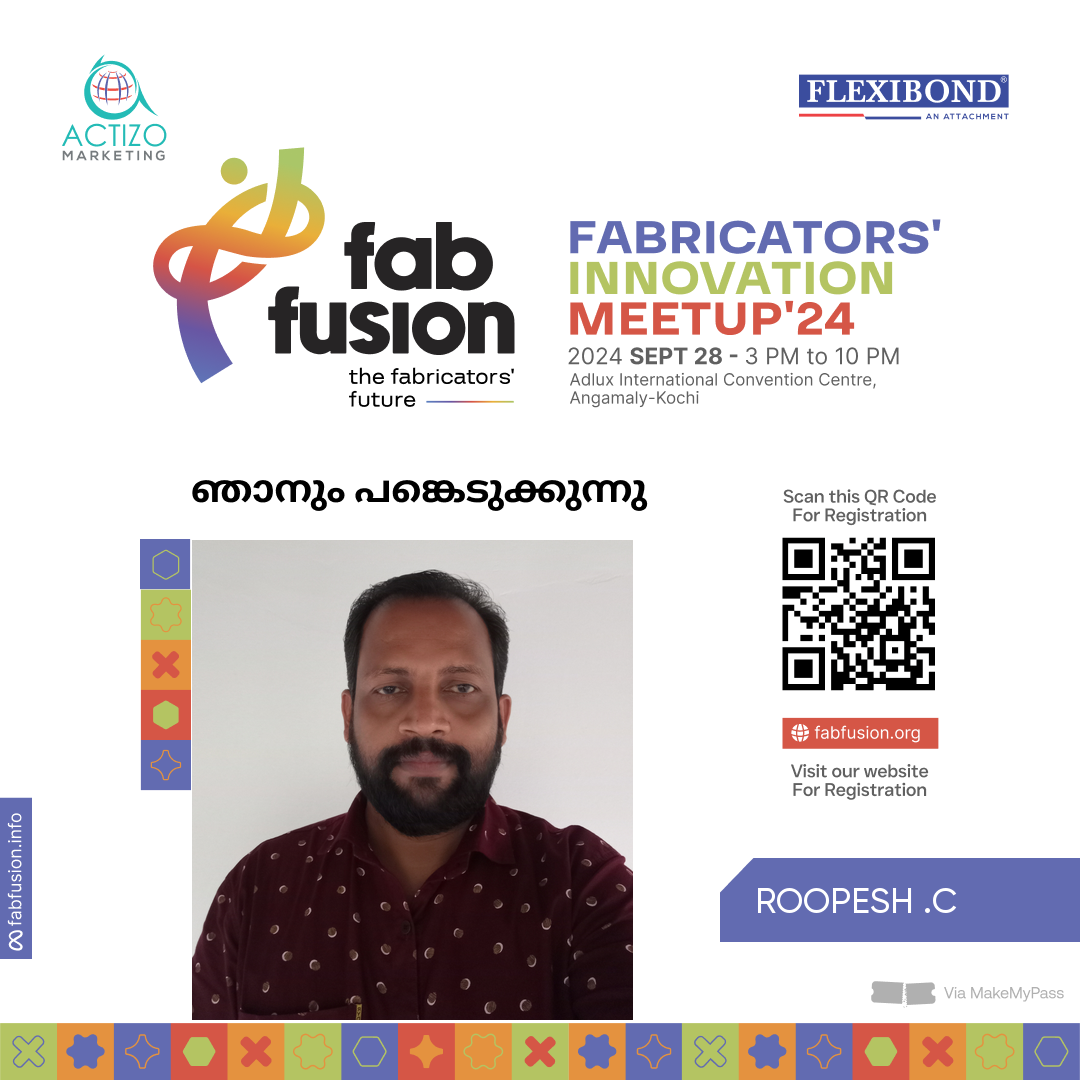 ACTIZO
MARKETING
FLEXIBOND®
AN ATTACHMENT
fab
fusion
the fabricators'
future
FABRICATORS'
INNOVATION
MEETUP'24
2024 SEPT 28 - 3 PM to 10 PM
Adlux International Convention Centre,
Angamaly-Kochi
ഞാനും പങ്കെടുക്കുന്നു
Scan this QR Code
For Registration
fabfusion.org
Visit our website
For Registration
fabfusion.info
ROOPESH .C
Via MakeMyPass